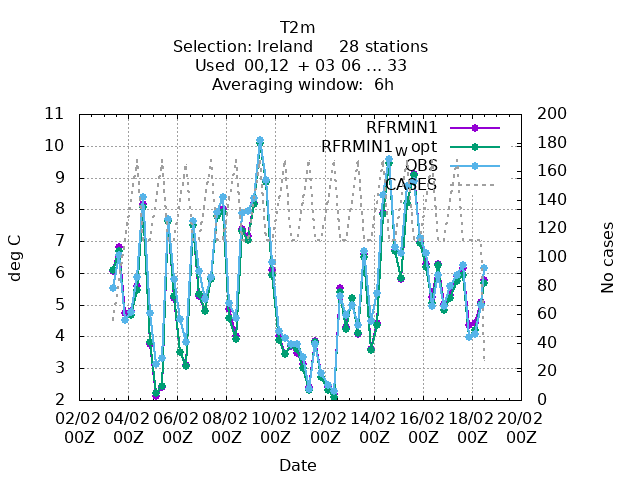 T2m
Selection: Ireland 28 stations
Used 00,12 + 03 06 ... 33
Averaging window: 6h
RFRMIN1
RFRMIN1w opt
OBS
CASES
deg C
11
10
9
8
7
6
5
4
3
2
No cases
200
180
160
140
120
100
80
60
40
20
0
02/02 04/02 06/02 08/02 10/02 12/02 14/02 16/02 18/02 20/02
00Z 00Z 00Z 00Z 00Z 00Z 00Z 00Z 00Z 00Z
Date